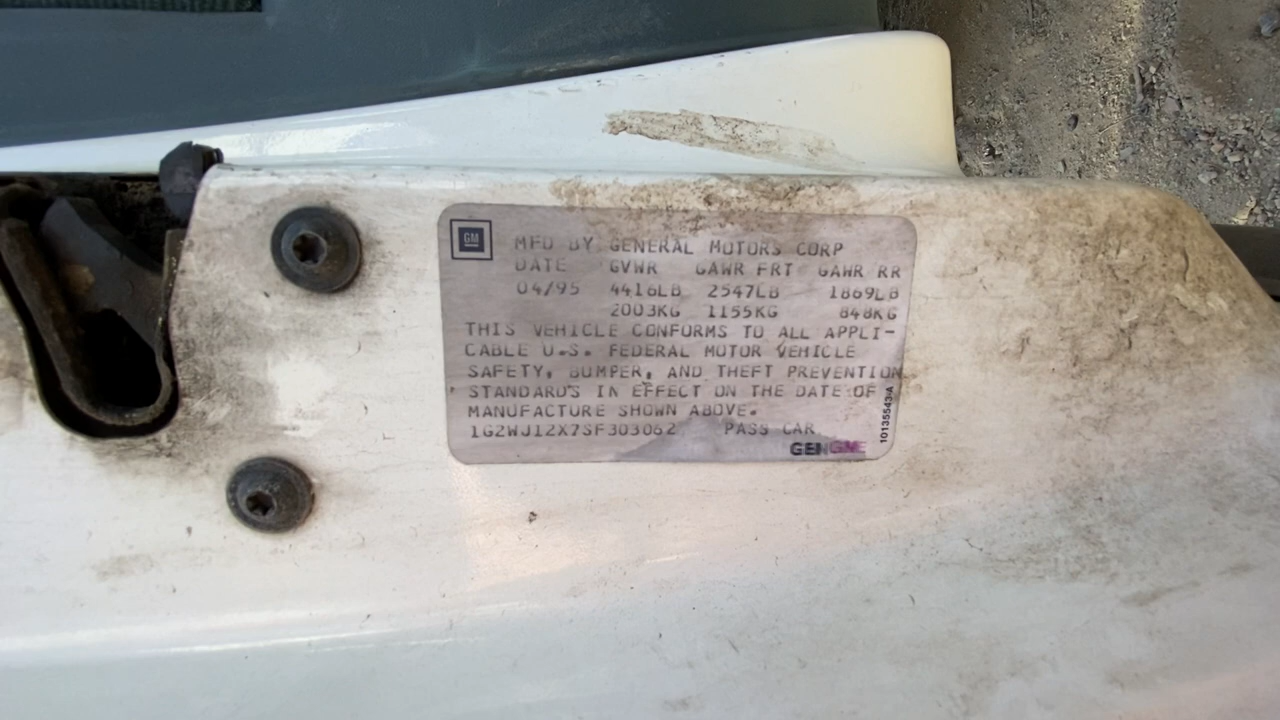 GM
MFD BY GENERAL MOTORS CORP
DATE GVWR GAWR FRT GAWR RR
04/95 4416LB 2547LB 1869LB
2003KG 1155KG 848KG
THIS VEHICLE CONFORMS TO ALL APPLI-
CABLE U.S. FEDERAL MOTOR VEHICLE
SAFETY, BUMPER, AND THEFT PREVENTION
STANDARDS IN EFFECT ON THE DATE OF
MANUFACTURE SHOWN ABOVE.
1G2WJ12X7SF303062 PASS CAR
10135543-A